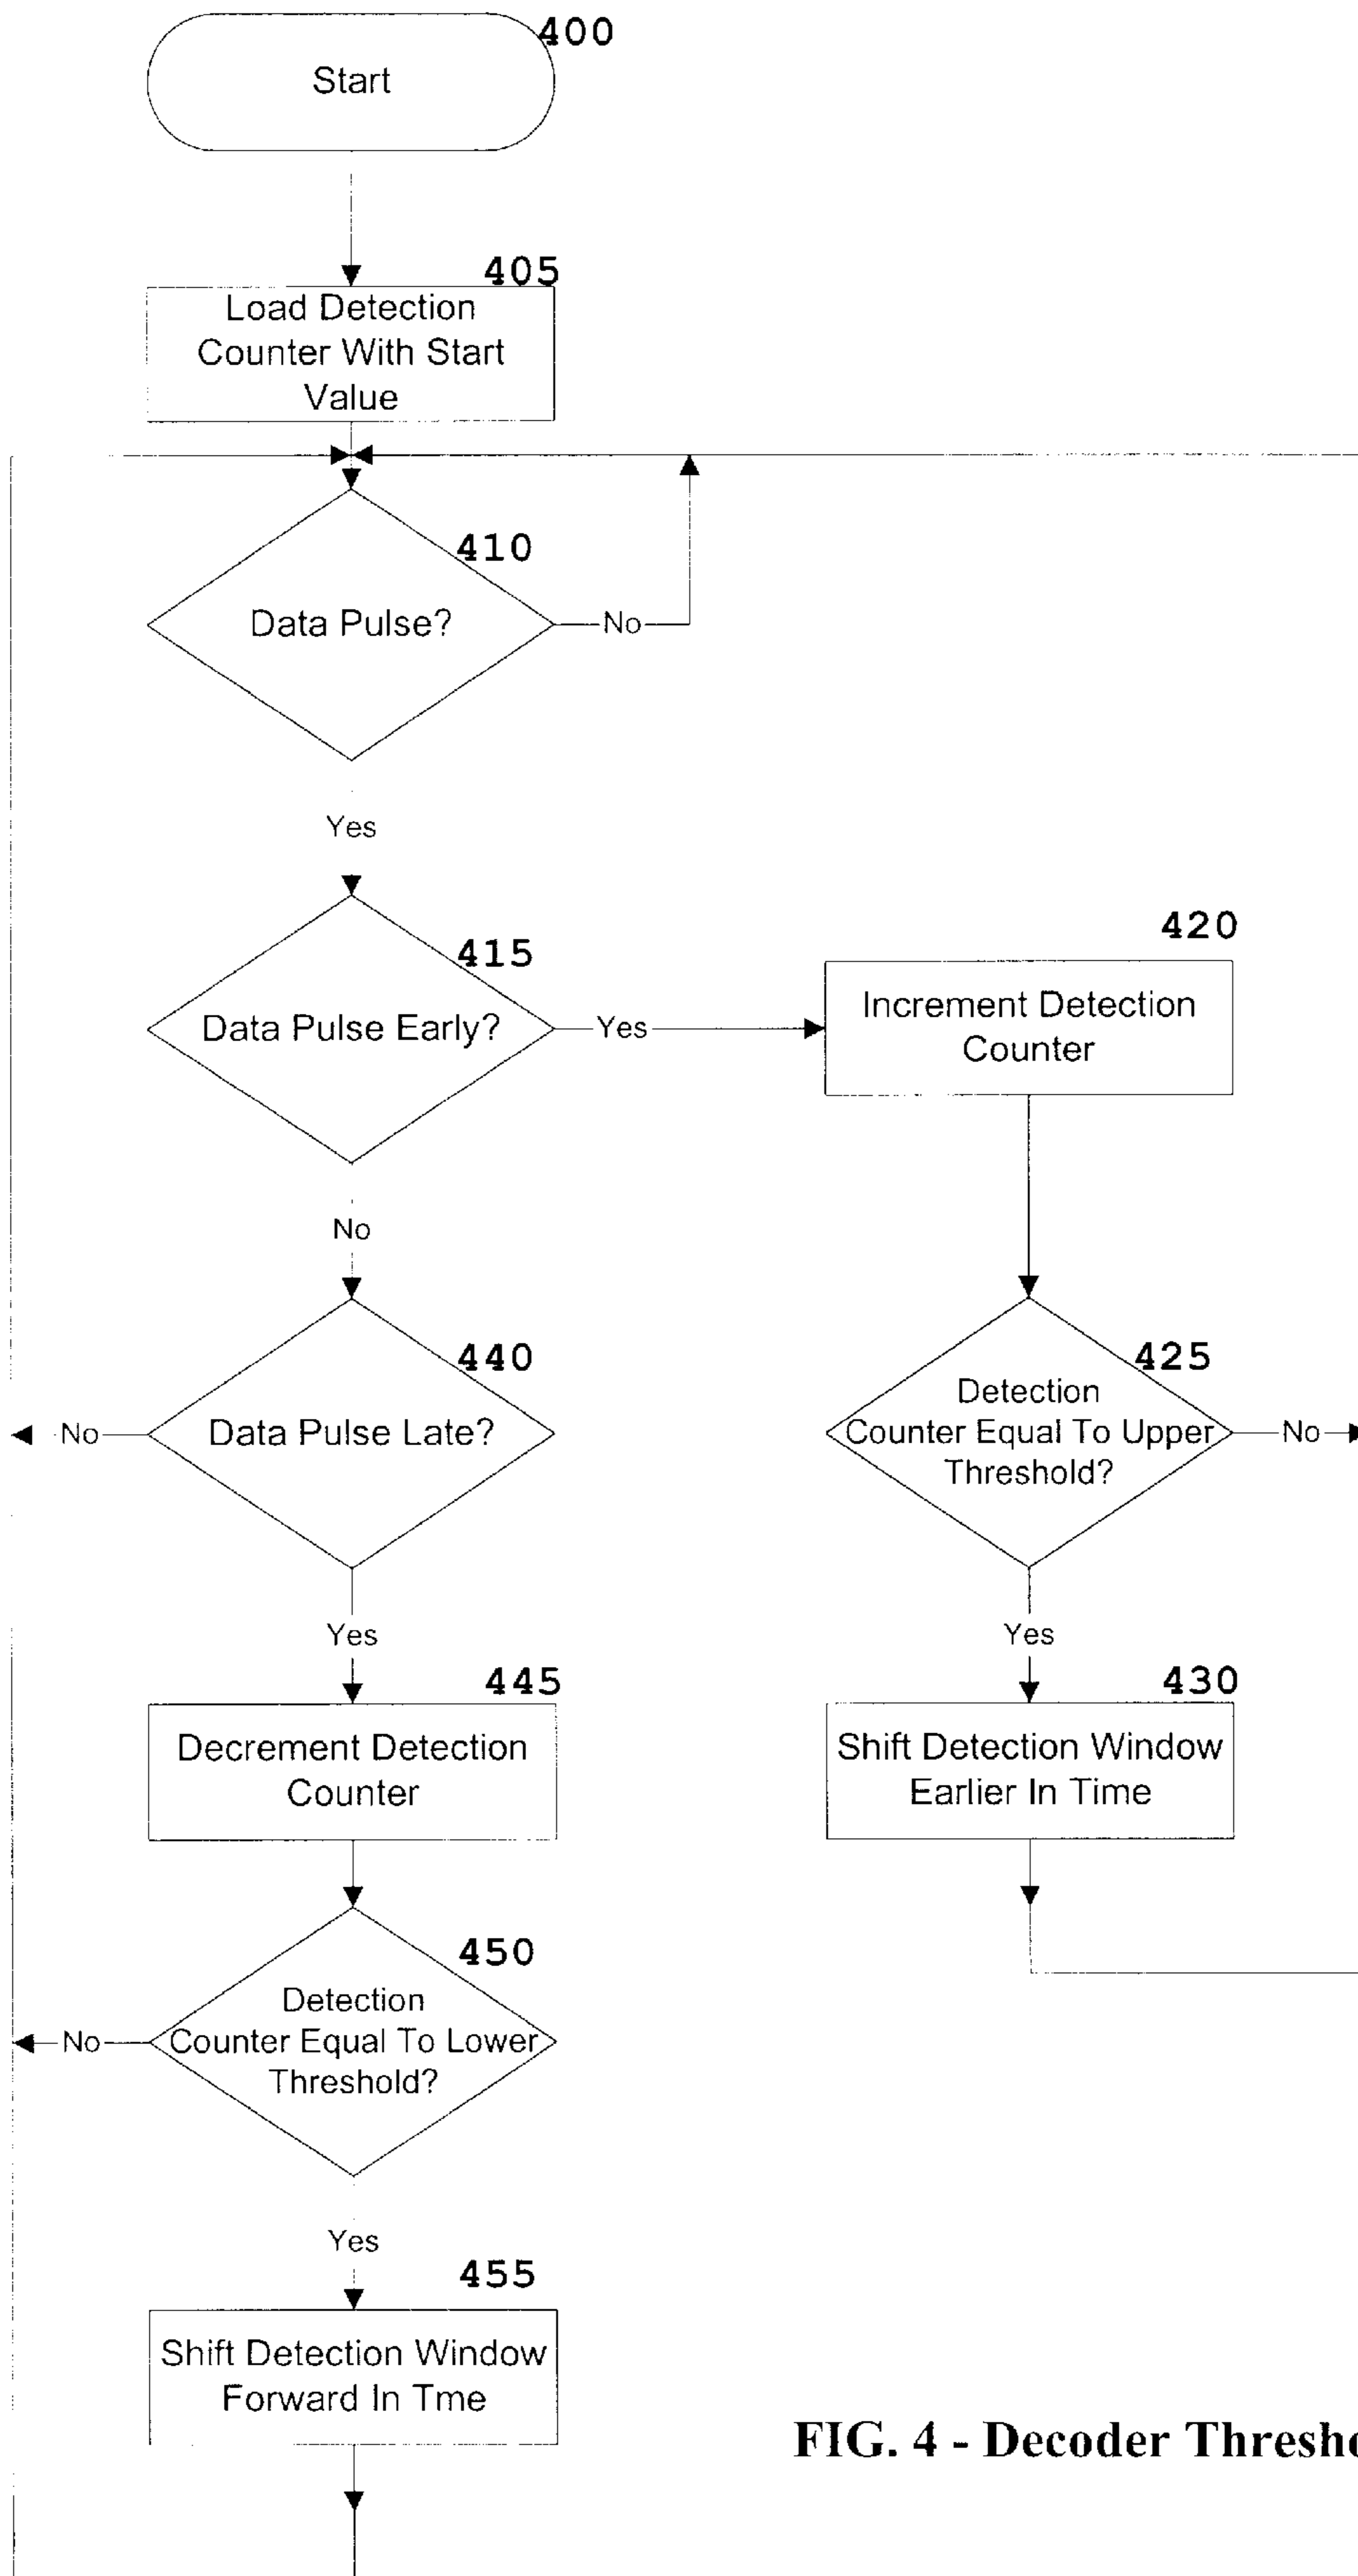 400
Start
405
Load Detection
Counter With Start
Value
410
Data Pulse?
No
Yes
415
Data Pulse Early?
Yes
420
Increment Detection
Counter
No
440
Data Pulse Late?
No
425
Detection
Counter Equal To Upper
Threshold?
No
Yes
Yes
445
Decrement Detection
Counter
430
Shift Detection Window
Earlier In Time
450
Detection
Counter Equal To Lower
Threshold?
No
Yes
455
Shift Detection Window
Forward In Tme
FIG. 4 - Decoder